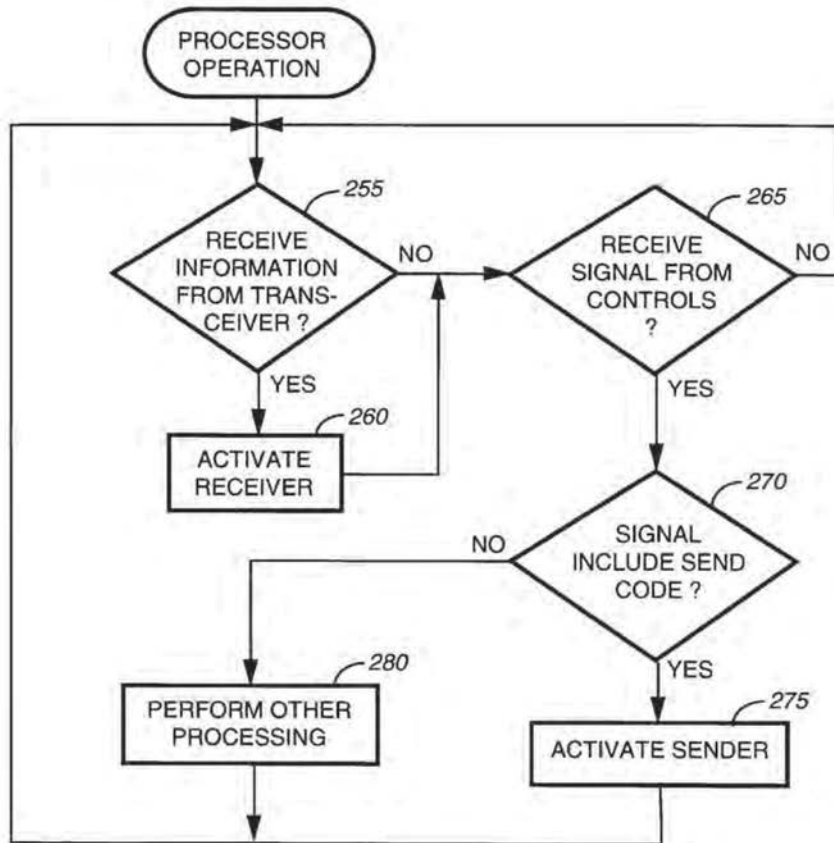 PROCESSOR
OPERATION
255
RECEIVE
INFORMATION
FROM TRANS-
CEIVER ?
NO
YES
260
ACTIVATE
RECEIVER
265
RECEIVE
SIGNAL FROM
CONTROLS
?
NO
YES
270
SIGNAL
INCLUDE SEND
CODE ?
NO
YES
280
PERFORM OTHER
PROCESSING
275
ACTIVATE SENDER